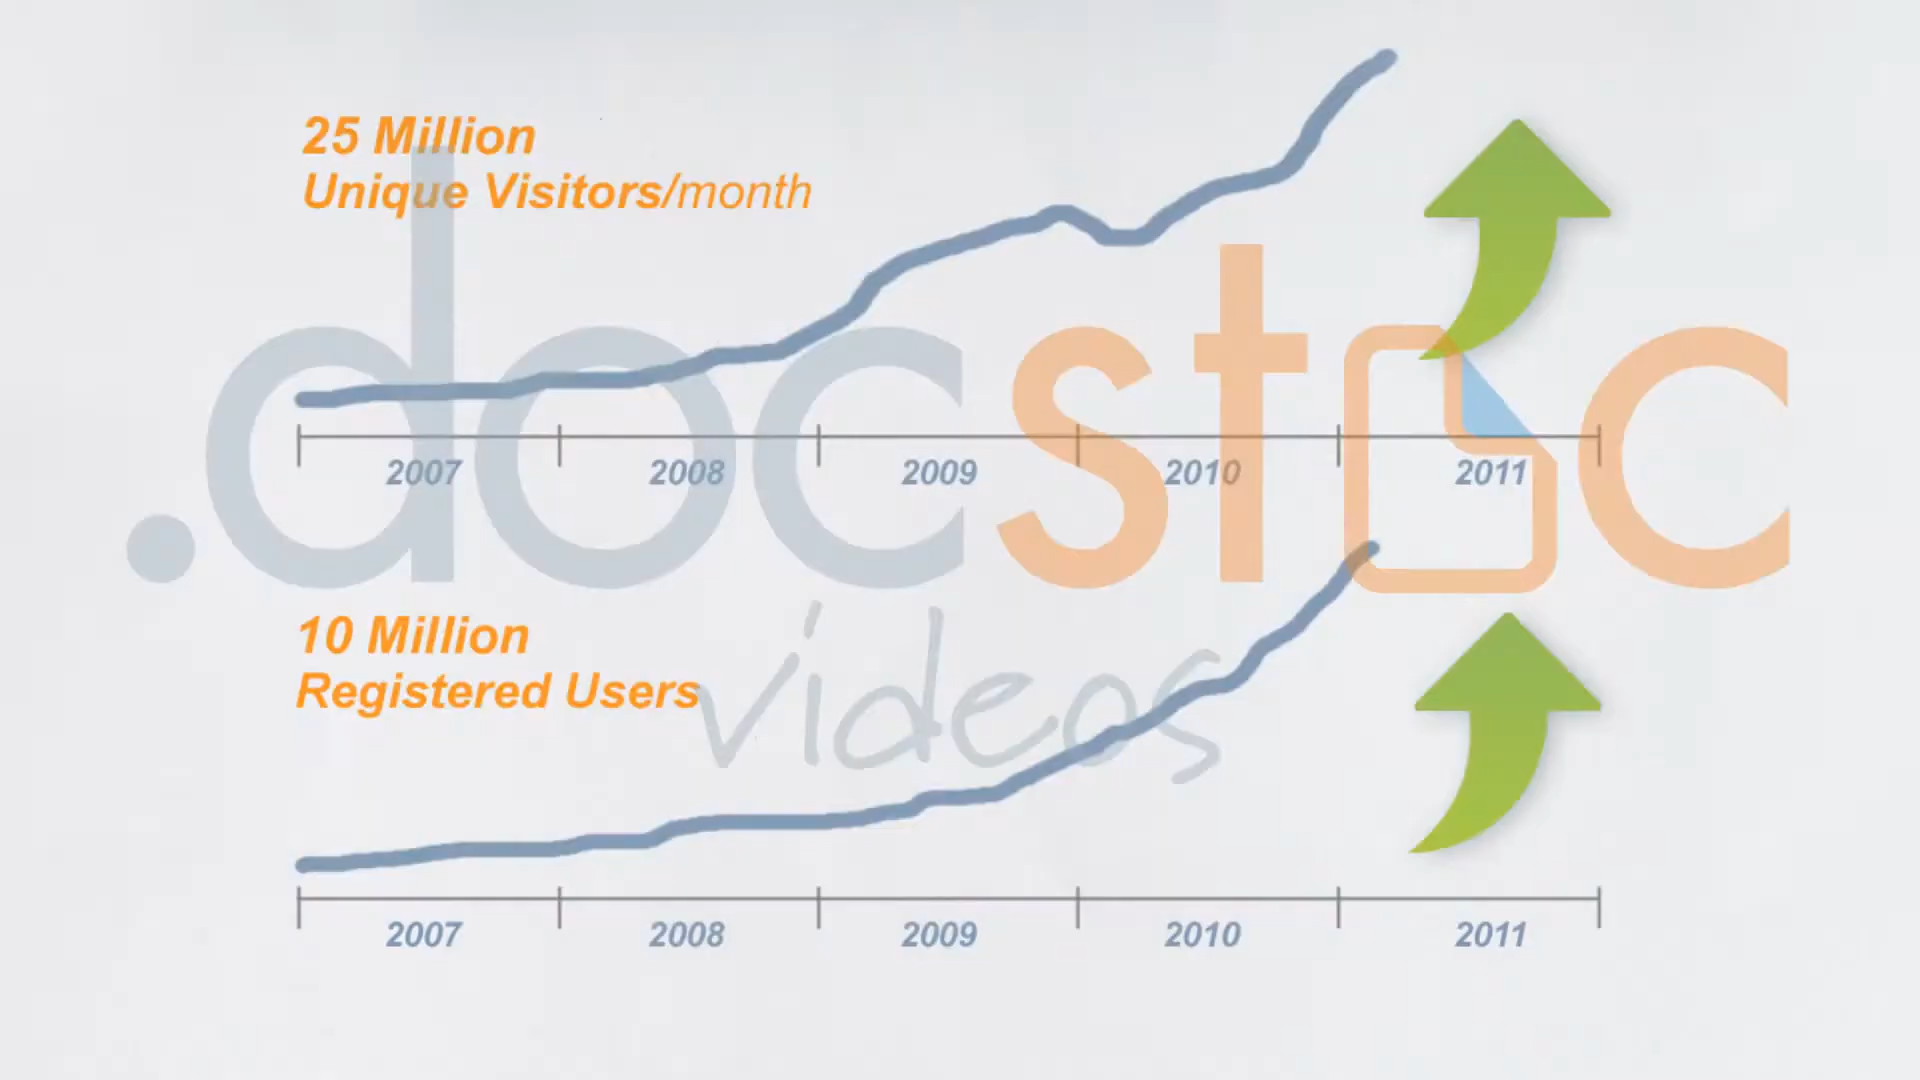 25 Million
Unique Visitors/month
2007 2008 2009 2010 2011
.docstoc
videos
10 Million
Registered Users
2007 2008 2009 2010 2011